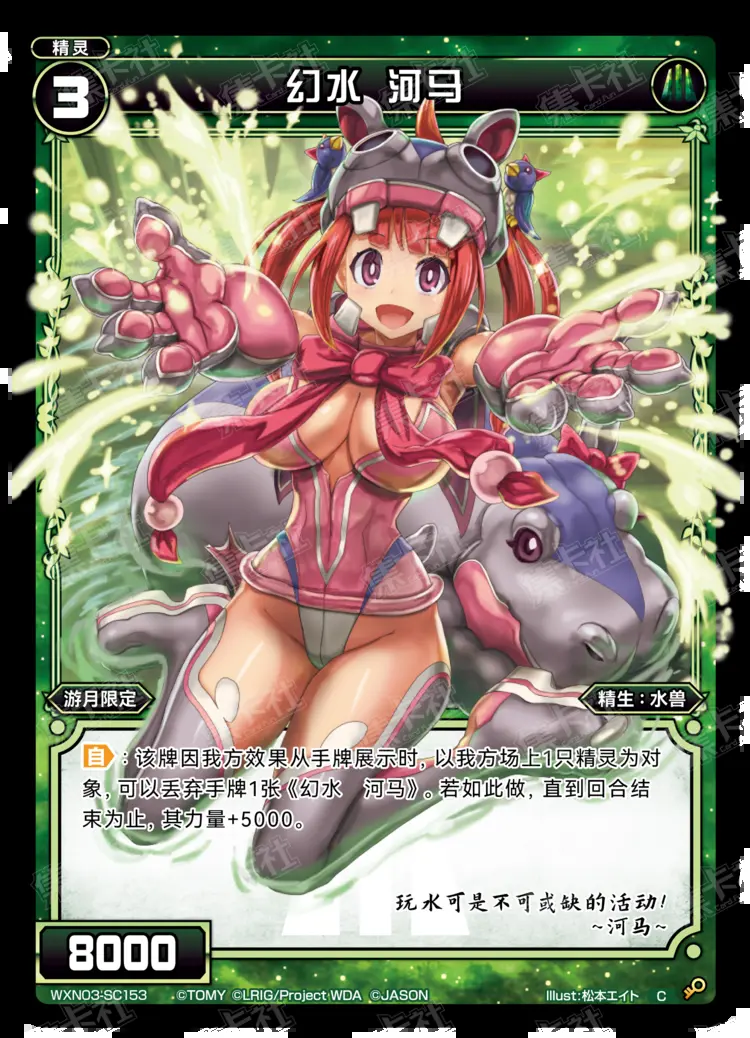 精灵
3
幻水 河马
游月限定
精生：水兽
自：该牌因我方效果从手牌展示时，以我方场上1只精灵为对
象，可以丢弃手牌1张《幻水 河马》。若如此做，直到回合结
束为止，其力量+5000。
玩水可是不可或缺的活动!
~河马~
8000
WXN03-SC153 ©TOMY ©LRIG/Project WDA ©JASON Illust:松本エイト C
集卡社